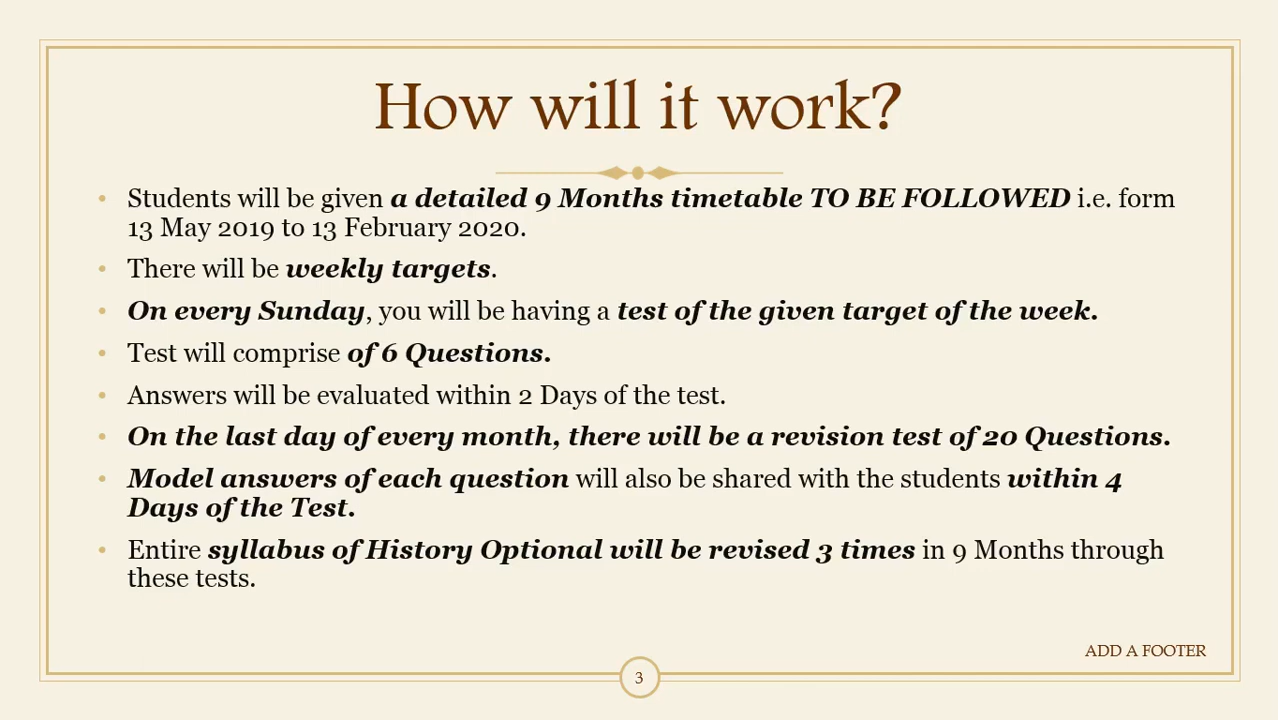 How will it work?
• Students will be given a detailed 9 Months timetable TO BE FOLLOWED i.e. form
13 May 2019 to 13 February 2020.
• There will be weekly targets.
• On every Sunday, you will be having a test of the given target of the week.
• Test will comprise of 6 Questions.
• Answers will be evaluated within 2 Days of the test.
• On the last day of every month, there will be a revision test of 20 Questions.
• Model answers of each question will also be shared with the students within 4
Days of the Test.
• Entire syllabus of History Optional will be revised 3 times in 9 Months through
these tests.
ADD A FOOTER
3